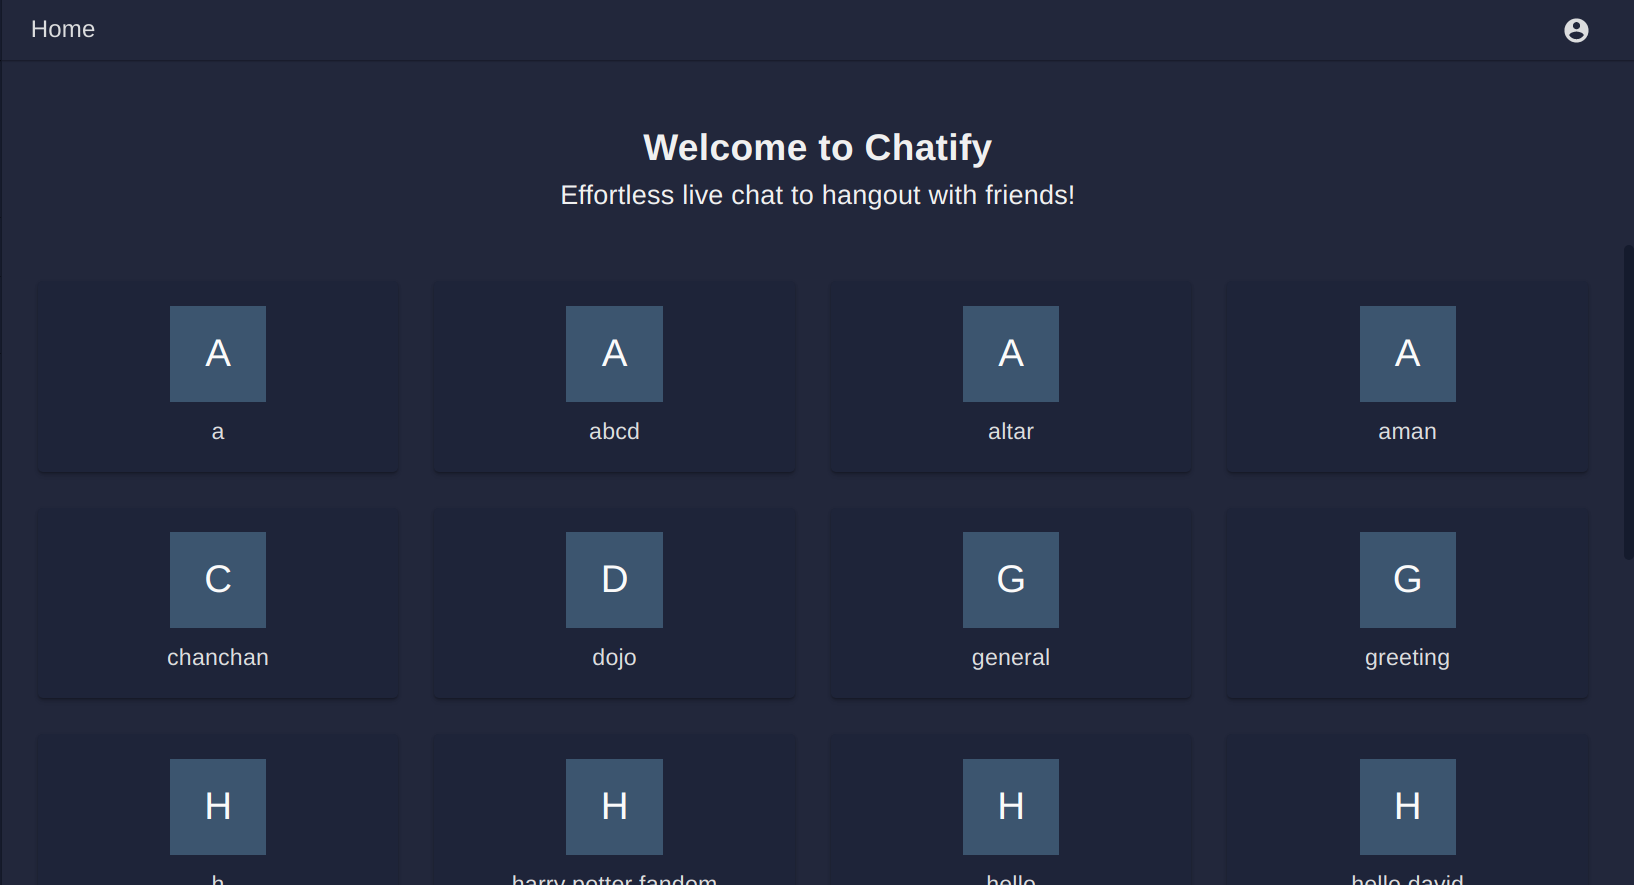 Home
Welcome to Chatify
Effortless live chat to hangout with friends!
A A A A
a abcd altar aman
C D G G
chanchan dojo general greeting
H H H H
h harry potter fandom hello hello david